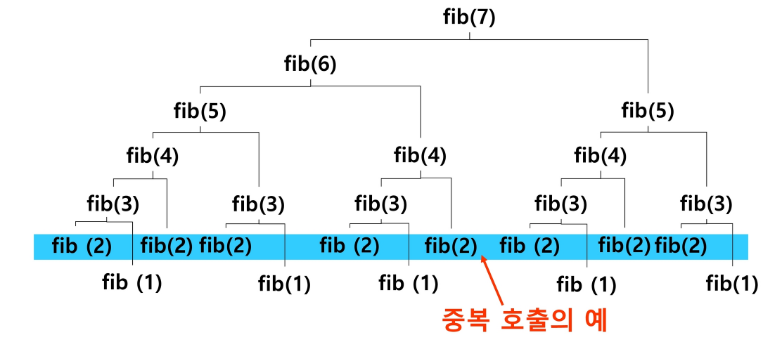 fib(7)
fib(6)
fib(5) fib(5)
fib(4) fib(4) fib(4)
fib(3) fib(3) fib(3) fib(3) fib(3)
fib (2) fib(2) fib(2) fib (2) fib(2) fib (2) fib(2) fib(2)
fib (1) fib(1) fib (1) fib (1) fib(1)
중복 호출의 예